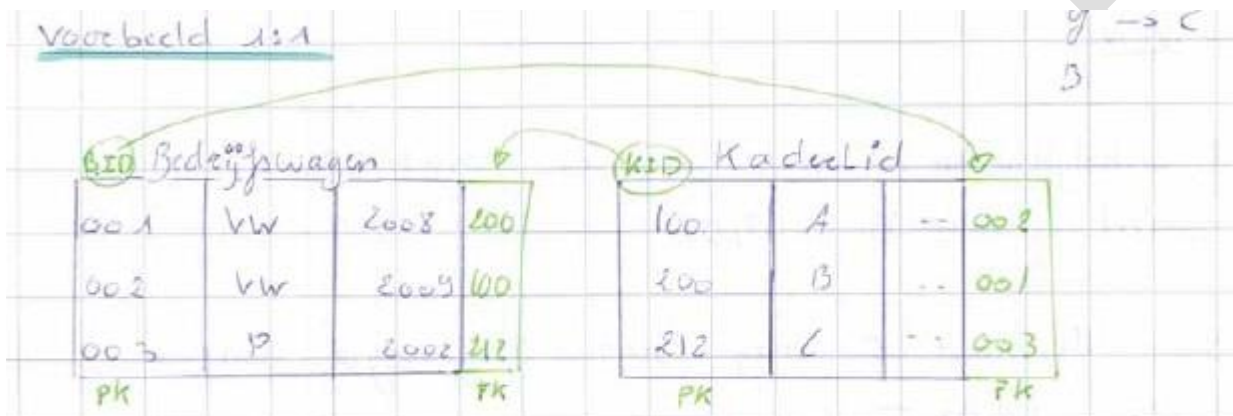 Voorbeeld 1:1
g -> C
B
BID Bedrijfswagen KID Kaderlid
001 VW 2008 200 100 A -- 002
002 VW 2009 100 200 B -- 001
003 P 2002 212 212 C -- 003
PK FK PK FK